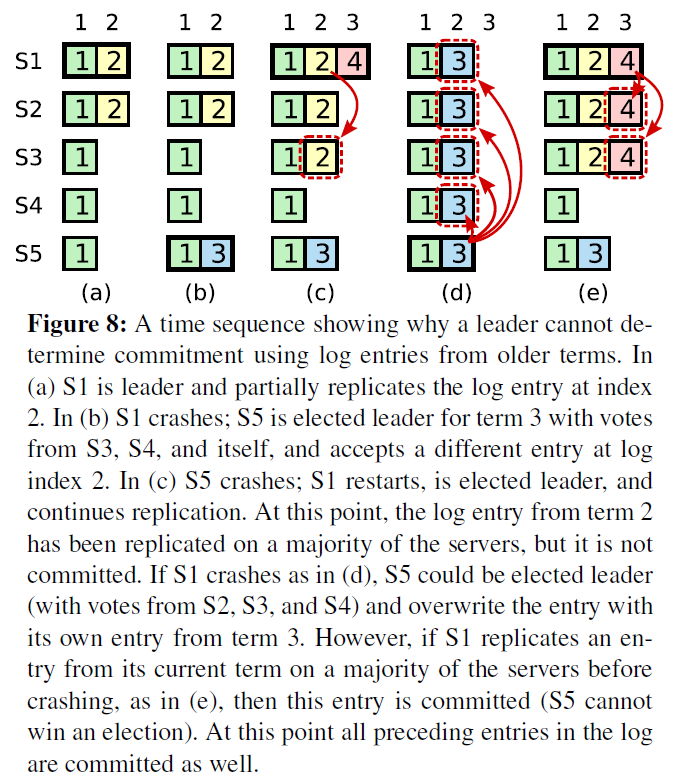 1 2 1 2 1 2 3 1 2 3 1 2 3
S1 1 2 1 2 1 2 4 1 3 1 2 4
S2 1 2 1 2 1 2 1 3 1 2 4
S3 1 1 1 2 1 3 1 2 4
S4 1 1 1 1 3 1
S5 1 1 3 1 3 1 3 1 3
(a) (b) (c) (d) (e)
Figure 8: A time sequence showing why a leader cannot de-
termine commitment using log entries from older terms. In
(a) S1 is leader and partially replicates the log entry at index
2. In (b) S1 crashes; S5 is elected leader for term 3 with votes
from S3, S4, and itself, and accepts a different entry at log
index 2. In (c) S5 crashes; S1 restarts, is elected leader, and
continues replication. At this point, the log entry from term 2
has been replicated on a majority of the servers, but it is not
committed. If S1 crashes as in (d), S5 could be elected leader
(with votes from S2, S3, and S4) and overwrite the entry with
its own entry from term 3. However, if S1 replicates an en-
try from its current term on a majority of the servers before
crashing, as in (e), then this entry is committed (S5 cannot
win an election). At this point all preceding entries in the log
are committed as well.